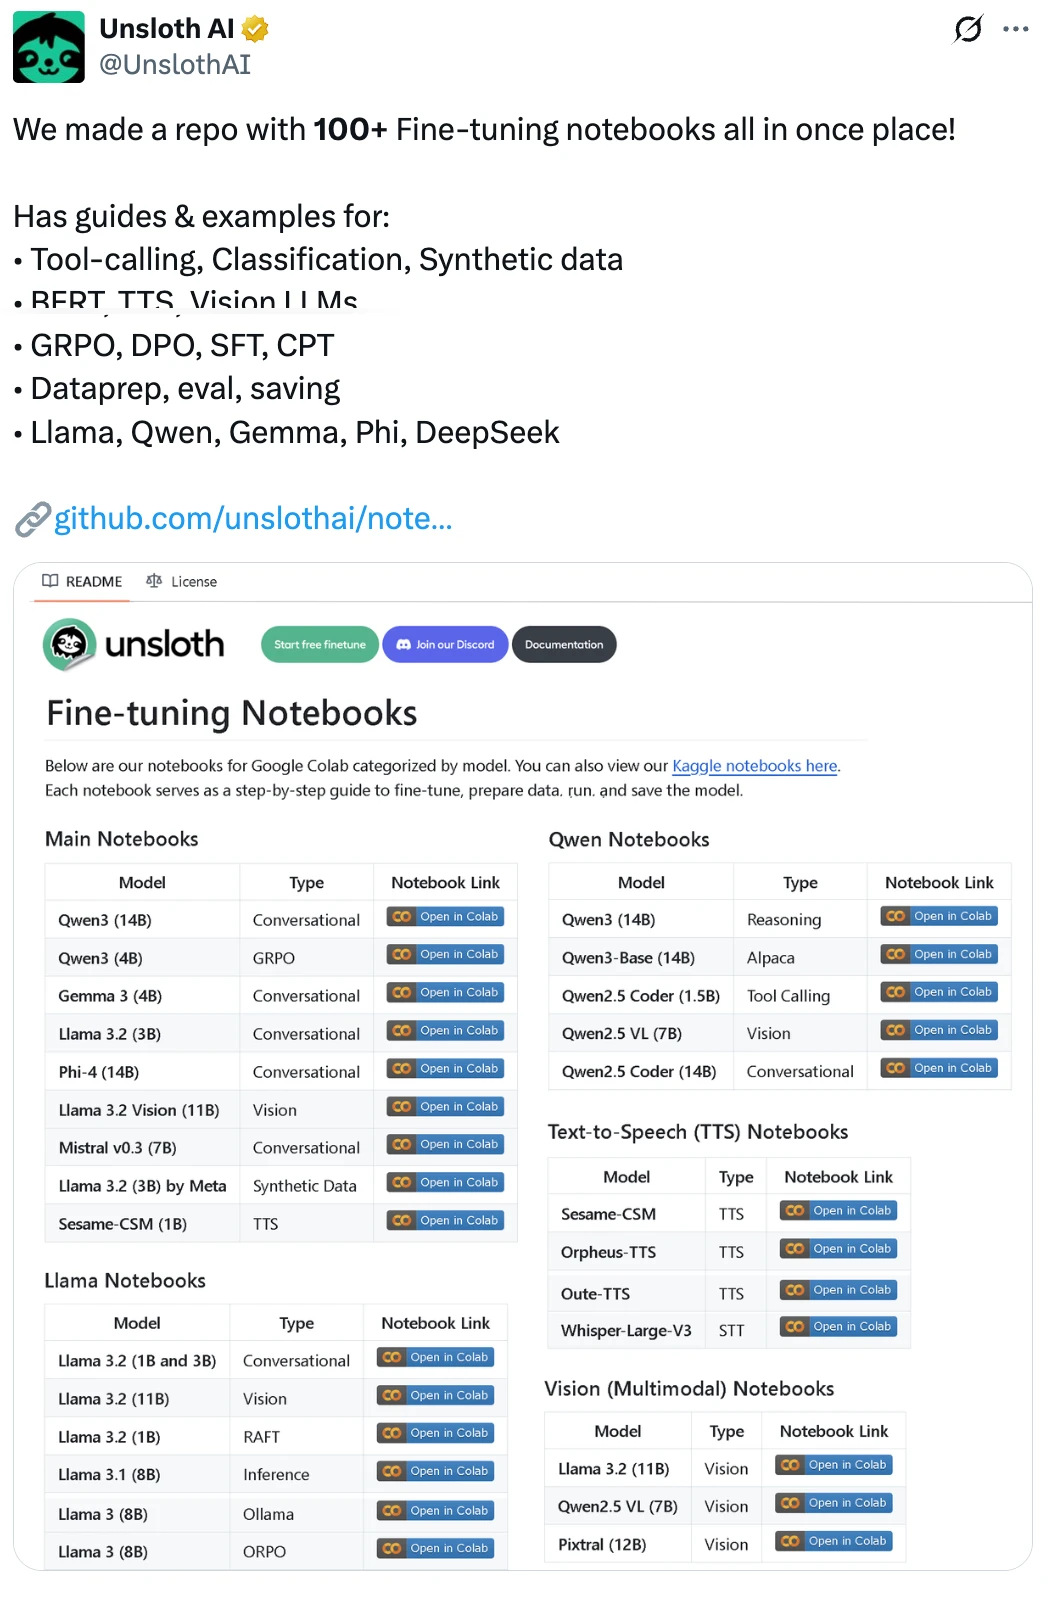 Unsloth AI
@UnslothAI
We made a repo with 100+ Fine-tuning notebooks all in once place!
Has guides & examples for:
• Tool-calling, Classification, Synthetic data
• BERT, TTS, Vision LLMs
• GRPO, DPO, SFT, CPT
• Dataprep, eval, saving
• Llama, Qwen, Gemma, Phi, DeepSeek
github.com/unslothai/note...
README License
unsloth Start free finetune Join our Discord Documentation
Fine-tuning Notebooks
Below are our notebooks for Google Colab categorized by model. You can also view our Kaggle notebooks here.
Each notebook serves as a step-by-step guide to fine-tune, prepare data, run, and save the model.
Main Notebooks
Model Type Notebook Link
Qwen3 (14B) Conversational Open in Colab
Qwen3 (4B) GRPO Open in Colab
Gemma 3 (4B) Conversational Open in Colab
Llama 3.2 (3B) Conversational Open in Colab
Phi-4 (14B) Conversational Open in Colab
Llama 3.2 Vision (11B) Vision Open in Colab
Mistral v0.3 (7B) Conversational Open in Colab
Llama 3.2 (3B) by Meta Synthetic Data Open in Colab
Sesame-CSM (1B) TTS Open in Colab
Llama Notebooks
Model Type Notebook Link
Llama 3.2 (1B and 3B) Conversational Open in Colab
Llama 3.2 (11B) Vision Open in Colab
Llama 3.2 (1B) RAFT Open in Colab
Llama 3.1 (8B) Inference Open in Colab
Llama 3 (8B) Ollama Open in Colab
Llama 3 (8B) ORPO Open in Colab
Qwen Notebooks
Model Type Notebook Link
Qwen3 (14B) Reasoning Open in Colab
Qwen3-Base (14B) Alpaca Open in Colab
Qwen2.5 Coder (1.5B) Tool Calling Open in Colab
Qwen2.5 VL (7B) Vision Open in Colab
Qwen2.5 Coder (14B) Conversational Open in Colab
Text-to-Speech (TTS) Notebooks
Model Type Notebook Link
Sesame-CSM TTS Open in Colab
Orpheus-TTS TTS Open in Colab
Oute-TTS TTS Open in Colab
Whisper-Large-V3 STT Open in Colab
Vision (Multimodal) Notebooks
Model Type Notebook Link
Llama 3.2 (11B) Vision Open in Colab
Qwen2.5 VL (7B) Vision Open in Colab
Pixtral (12B) Vision Open in Colab